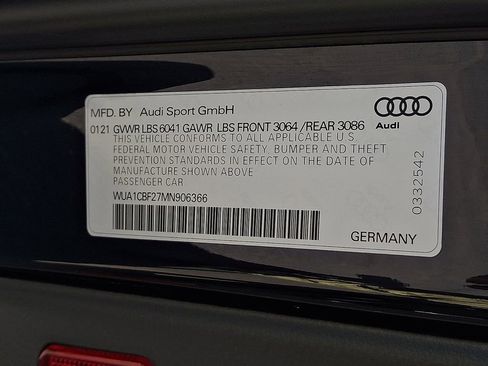 MFD. BY Audi Sport GmbH
0121 GVWR LBS 6041 GAWR LBS FRONT 3064 /REAR 3086
THIS VEHICLE CONFORMS TO ALL APPLICABLE U.S
FEDERAL MOTOR VEHICLE SAFETY, BUMPER AND THEFT
PREVENTION STANDARDS IN EFFECT ON THE DATE OF
MANUFACTURE SHOWN ABOVE
PASSENGER CAR
WUA1CBF27MN906366
Audi
0332542
GERMANY